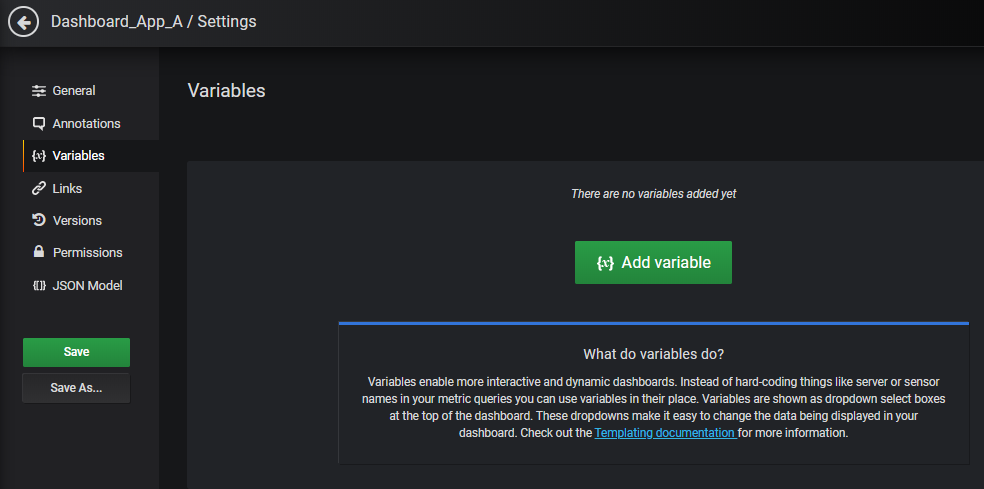 Dashboard_App_A / Settings
General
Annotations
{x} Variables
Links
Versions
Permissions
JSON Model
Save
Save As...
Variables
There are no variables added yet
{x} Add variable
What do variables do?
Variables enable more interactive and dynamic dashboards. Instead of hard-coding things like server or sensor
names in your metric queries you can use variables in their place. Variables are shown as dropdown select boxes
at the top of the dashboard. These dropdowns make it easy to change the data being displayed in your
dashboard. Check out the Templating documentation for more information.